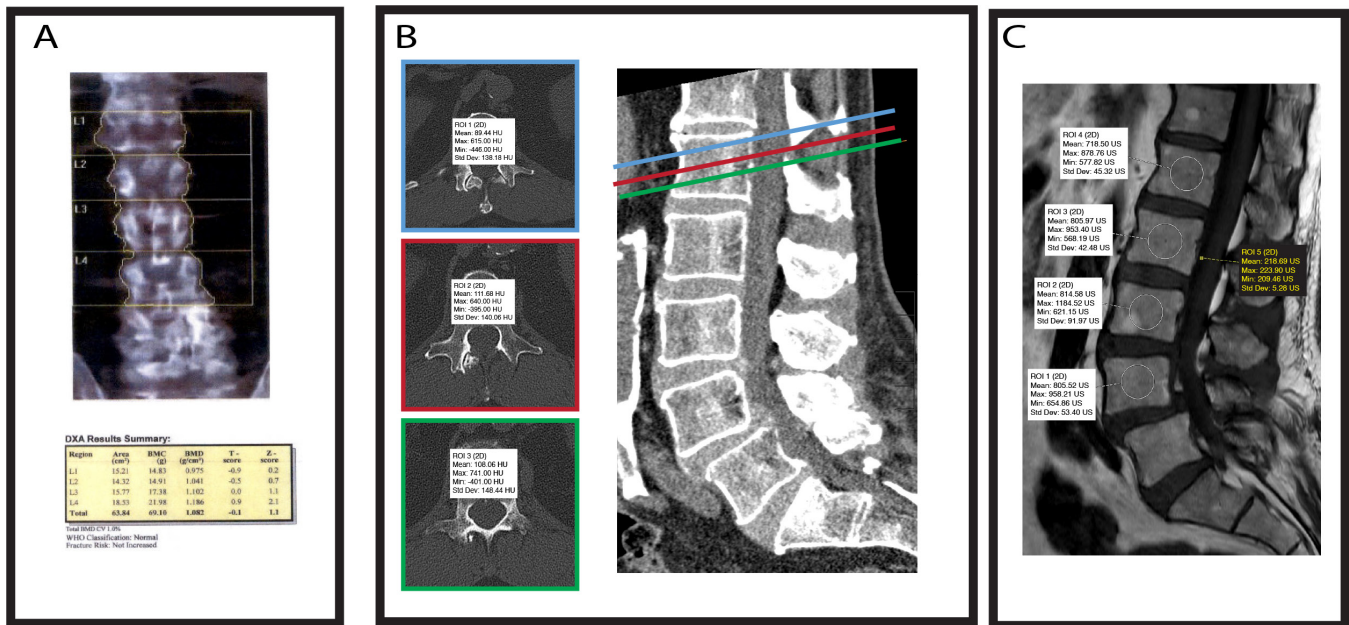 A
L1
L2
L3
L4
DXA Results Summary:
Region Area (cm²) BMC (g) BMD (g/cm²) T - score Z - score
L1 15.21 14.83 0.975 -0.9 0.2
L2 14.32 14.91 1.041 -0.5 0.7
L3 15.77 17.38 1.102 0.0 1.1
L4 18.53 21.98 1.186 0.9 2.1
Total 63.84 69.10 1.082 -0.1 1.1
Total BMD CV 1.0%
WHO Classification: Normal
Fracture Risk: Not Increased
B
ROI 1 (2D)
Mean: 89.44 HU
Max: 615.00 HU
Min: -446.00 HU
Std Dev: 138.18 HU
ROI 2 (2D)
Mean: 111.68 HU
Max: 640.00 HU
Min: -395.00 HU
Std Dev: 140.06 HU
ROI 3 (2D)
Mean: 108.06 HU
Max: 741.00 HU
Min: -401.00 HU
Std Dev: 148.44 HU
C
ROI 4 (2D)
Mean: 718.50 US
Max: 878.76 US
Min: 577.82 US
Std Dev: 45.32 US
ROI 3 (2D)
Mean: 805.97 US
Max: 953.40 US
Min: 568.19 US
Std Dev: 42.48 US
ROI 5 (2D)
Mean: 218.69 US
Max: 223.90 US
Min: 209.46 US
Std Dev: 5.28 US
ROI 2 (2D)
Mean: 814.58 US
Max: 1184.52 US
Min: 621.15 US
Std Dev: 91.97 US
ROI 1 (2D)
Mean: 805.52 US
Max: 958.21 US
Min: 654.86 US
Std Dev: 53.40 US